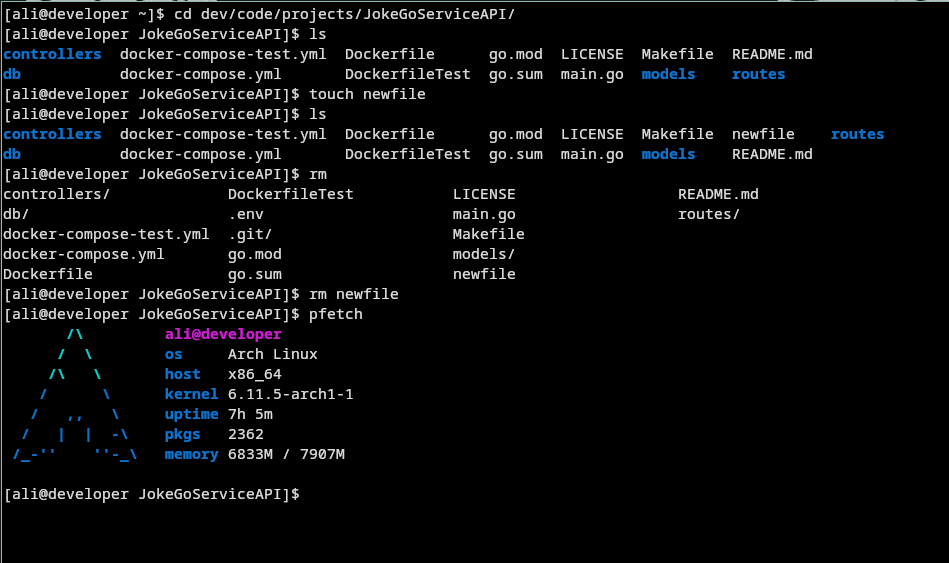 [ali@developer ~]$ cd dev/code/projects/JokeGoServiceAPI/
[ali@developer JokeGoServiceAPI]$ ls
controllers  docker-compose-test.yml  Dockerfile      go.mod  LICENSE  Makefile  README.md
db           docker-compose.yml       DockerfileTest  go.sum  main.go  models    routes
[ali@developer JokeGoServiceAPI]$ touch newfile
[ali@developer JokeGoServiceAPI]$ ls
controllers  docker-compose-test.yml  Dockerfile      go.mod  LICENSE  Makefile  newfile    routes
db           docker-compose.yml       DockerfileTest  go.sum  main.go  models    README.md
[ali@developer JokeGoServiceAPI]$ rm
controllers/             DockerfileTest           LICENSE                  README.md
db/                      .env                     main.go                  routes/
docker-compose-test.yml  .git/                    Makefile
docker-compose.yml       go.mod                   models/
Dockerfile               go.sum                   newfile
[ali@developer JokeGoServiceAPI]$ rm newfile
[ali@developer JokeGoServiceAPI]$ pfetch
       /\         ali@developer
      /  \        os     Arch Linux
     /\   \       host   x86_64
    /      \      kernel 6.11.5-arch1-1
   /   ,,   \     uptime 7h 5m
  /   |  |  -\    pkgs   2362
 /_-''    ''-_\   memory 6833M / 7907M
[ali@developer JokeGoServiceAPI]$